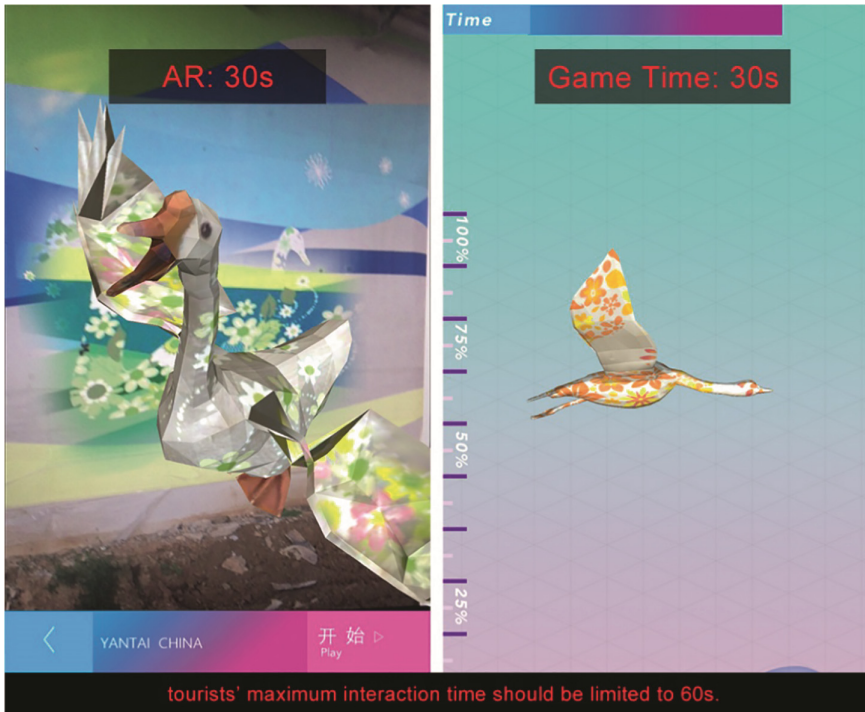 AR: 30s
YANTAI CHINA
开始
Play
Time
Game Time: 30s
100%
75%
50%
25%
tourists' maximum interaction time should be limited to 60s.